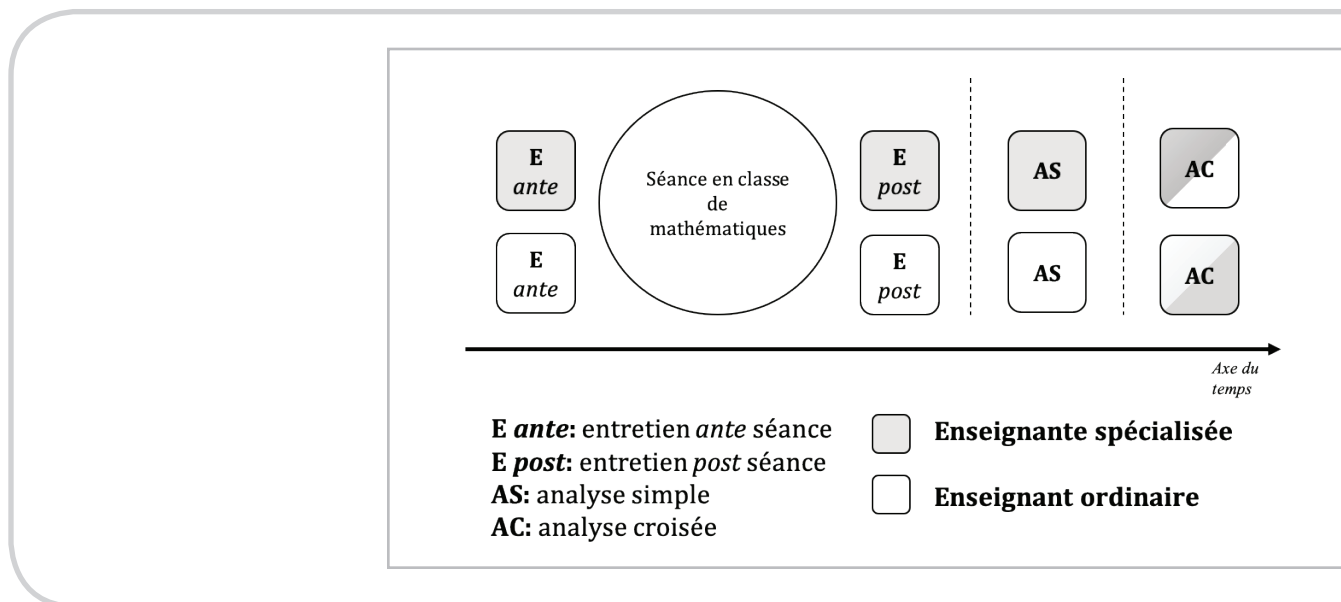 E
ante
E
ante
Séance en classe
de
mathématiques
E
post
E
post
AS
AS
AC
AC
Axe du
temps
E ante: entretien ante séance
E post: entretien post séance
AS: analyse simple
AC: analyse croisée
Enseignante spécialisée
Enseignant ordinaire